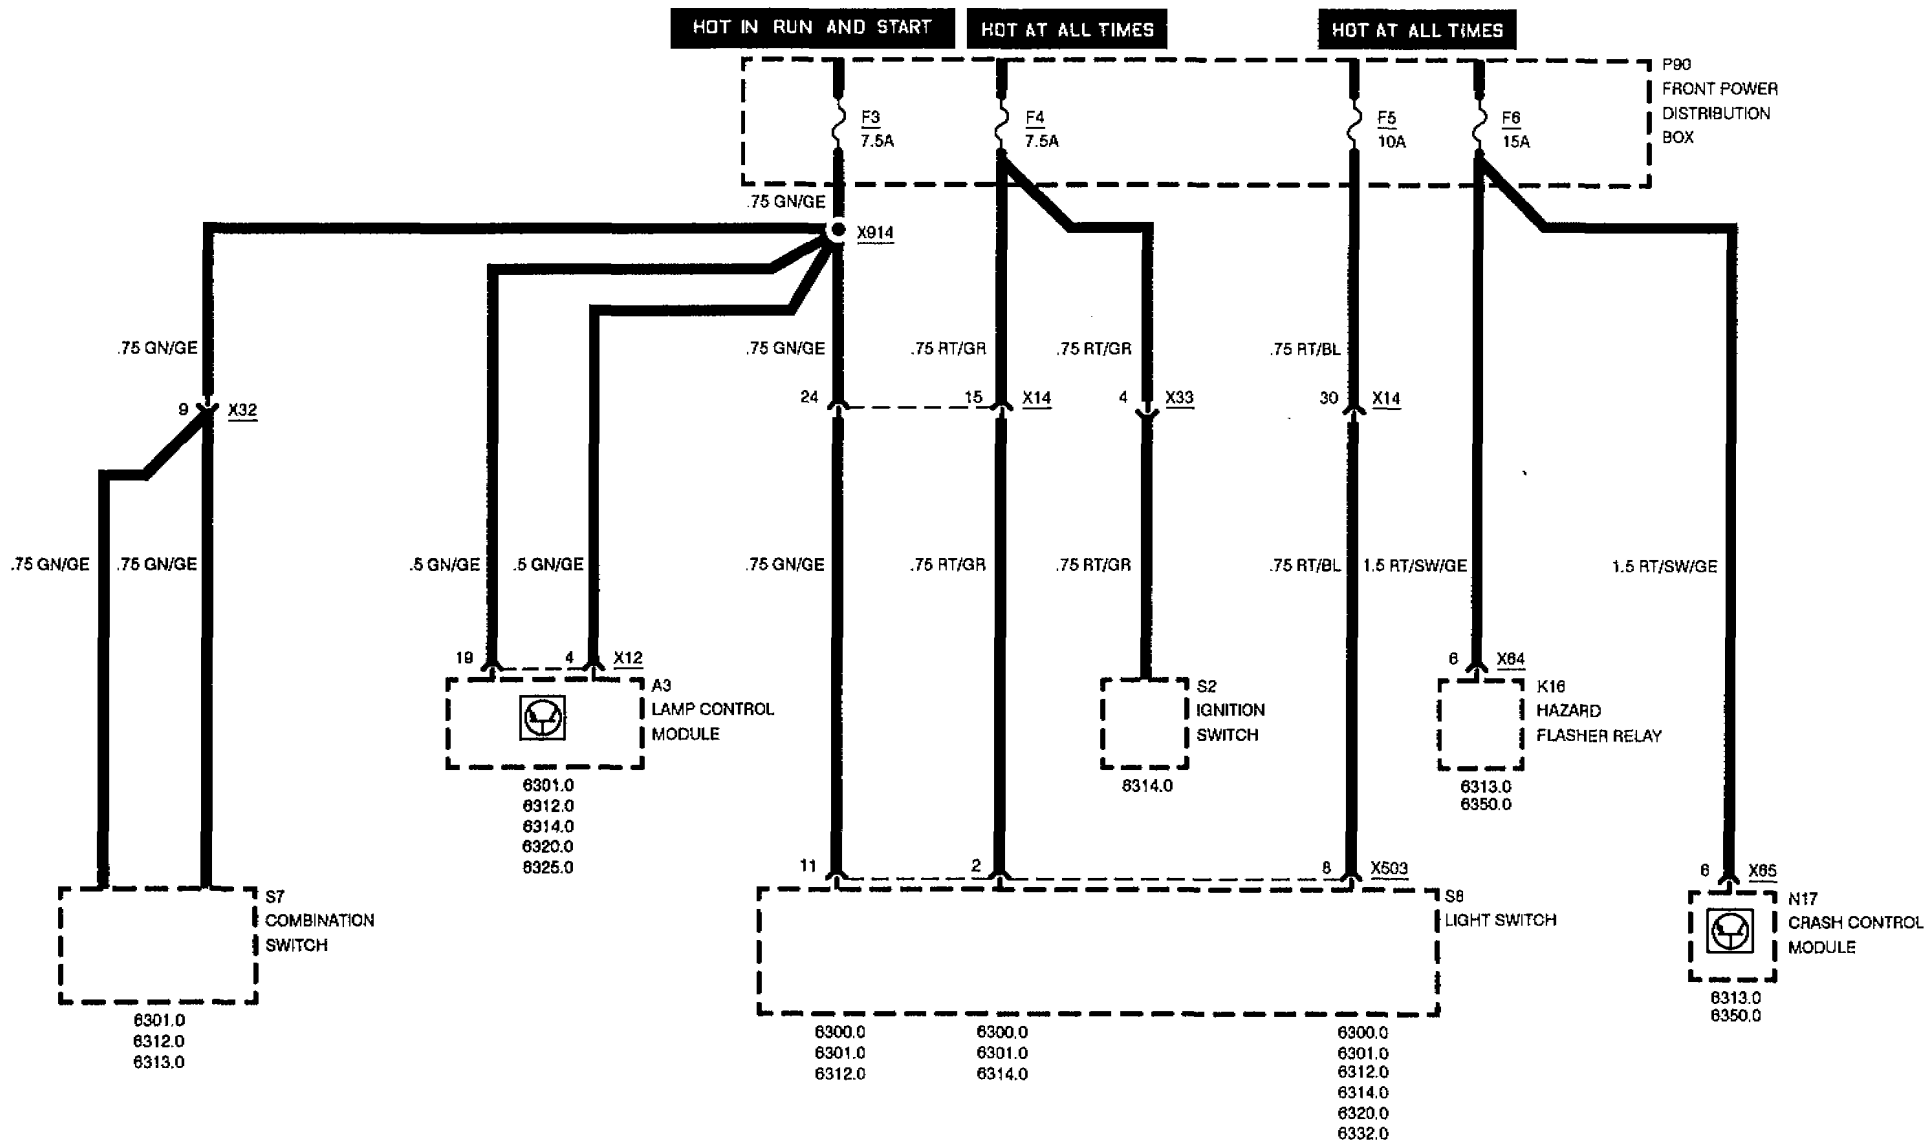 HOT IN RUN AND START
HOT AT ALL TIMES
HOT AT ALL TIMES
P90
FRONT POWER
DISTRIBUTION
BOX
F3
7.5A
F4
7.5A
F5
10A
F6
15A
.75 GN/GE
X914
.75 GN/GE
.75 GN/GE
.75 RT/GR
.75 RT/GR
.75 RT/BL
9
X32
24
15
X14
4
X33
30
X14
.75 GN/GE
.75 GN/GE
.5 GN/GE
.5 GN/GE
.75 GN/GE
.75 RT/GR
.75 RT/GR
.75 RT/BL
1.5 RT/SW/GE
1.5 RT/SW/GE
19
4
X12
A3
LAMP CONTROL
MODULE
6301.0
6312.0
6314.0
6320.0
6325.0
S2
IGNITION
SWITCH
6314.0
6
X64
K16
HAZARD
FLASHER RELAY
6313.0
6350.0
11
2
8
X503
6
X65
S7
COMBINATION
SWITCH
6301.0
6312.0
6313.0
S8
LIGHT SWITCH
6300.0
6301.0
6312.0
6300.0
6301.0
6314.0
6300.0
6301.0
6312.0
6314.0
6320.0
6332.0
N17
CRASH CONTROL
MODULE
6313.0
6350.0